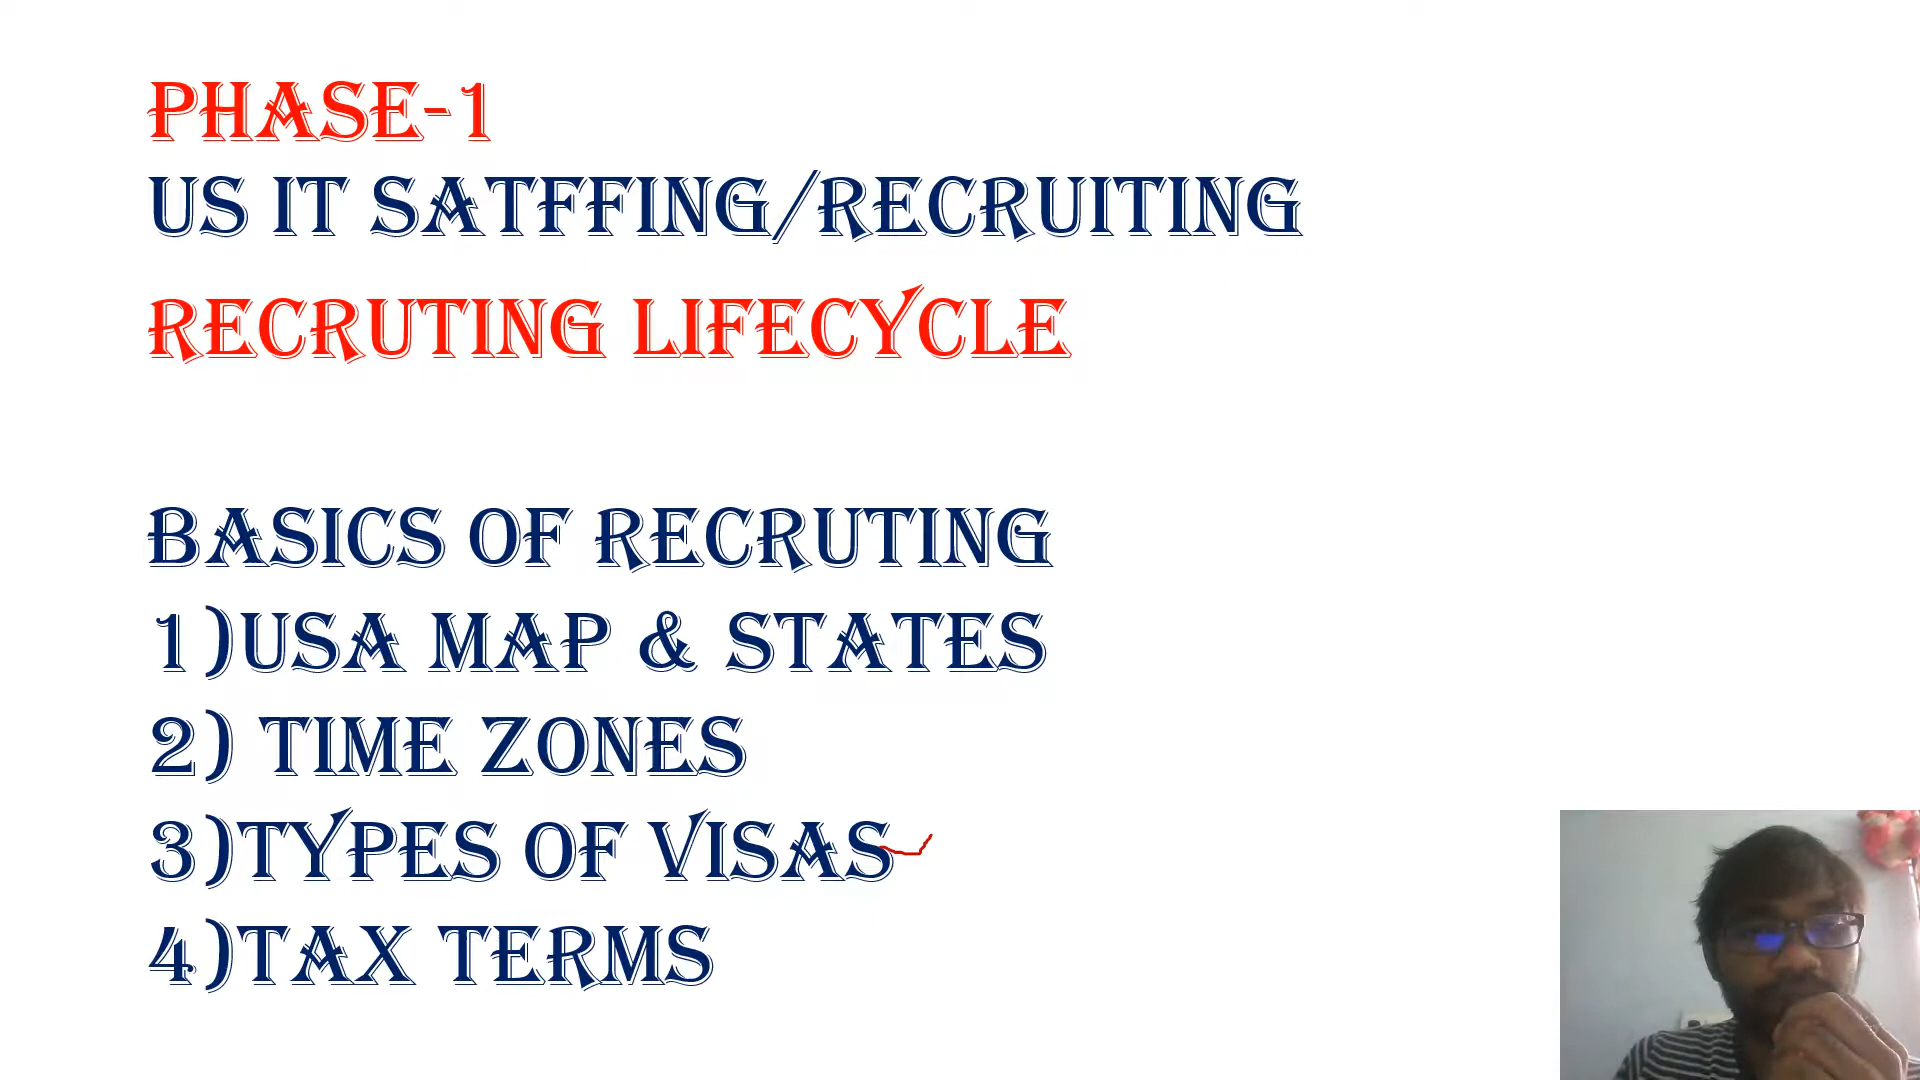 PHASE-1
US IT SATFFING/RECRUITING
RECRUTING LIFECYCLE
BASICS OF RECRUTING
1)USA MAP & STATES
2) TIME ZONES
3)TYPES OF VISAS
4)TAX TERMS